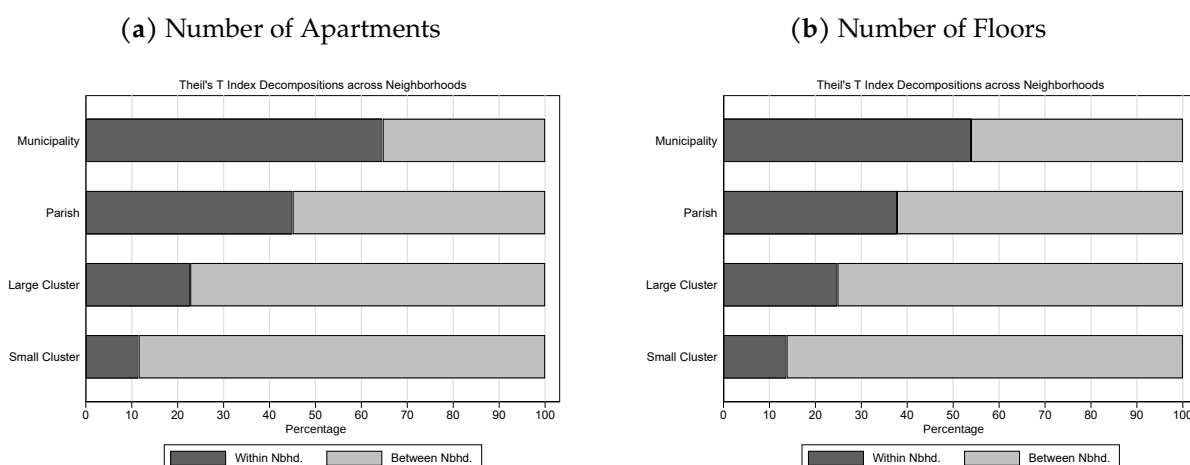 (a) Number of Apartments
Theil's T Index Decompositions across Neighborhoods
Municipality
Parish
Large Cluster
Small Cluster
0 10 20 30 40 50 60 70 80 90 100
Percentage
Within Nbhd. Between Nbhd.
(b) Number of Floors
Theil's T Index Decompositions across Neighborhoods
Municipality
Parish
Large Cluster
Small Cluster
0 10 20 30 40 50 60 70 80 90 100
Percentage
Within Nbhd. Between Nbhd.